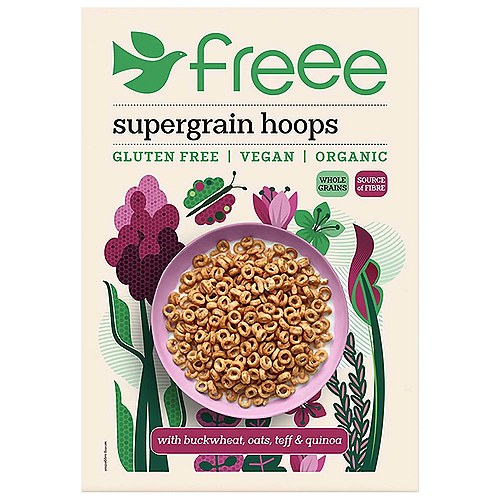 freee
supergrain hoops
GLUTEN FREE | VEGAN | ORGANIC
WHOLE
GRAINS
SOURCE
of FIBRE
with buckwheat, oats, teff & quinoa